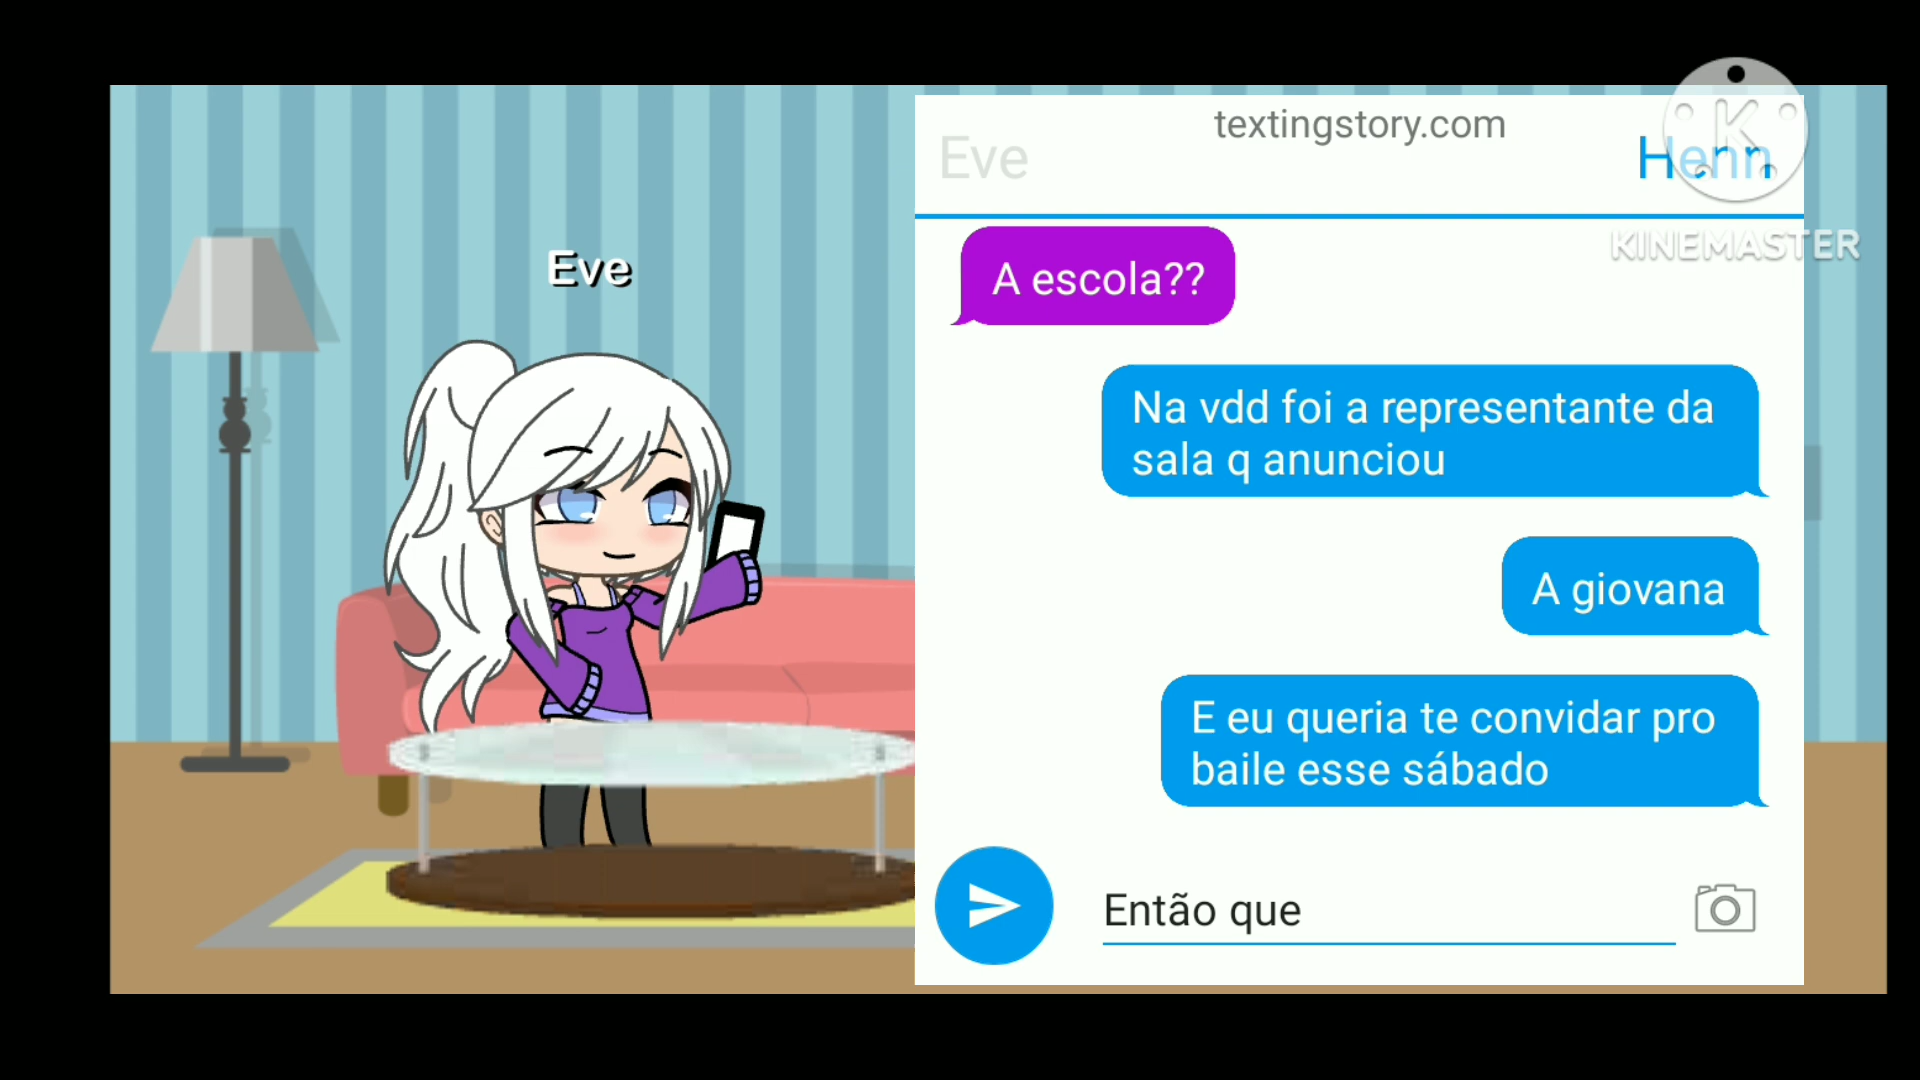 textingstory.com
Eve
Henn
K
KINEMASTER
Eve
A escola??
Na vdd foi a representante da
sala q anunciou
A giovana
E eu queria te convidar pro
baile esse sábado
Então que